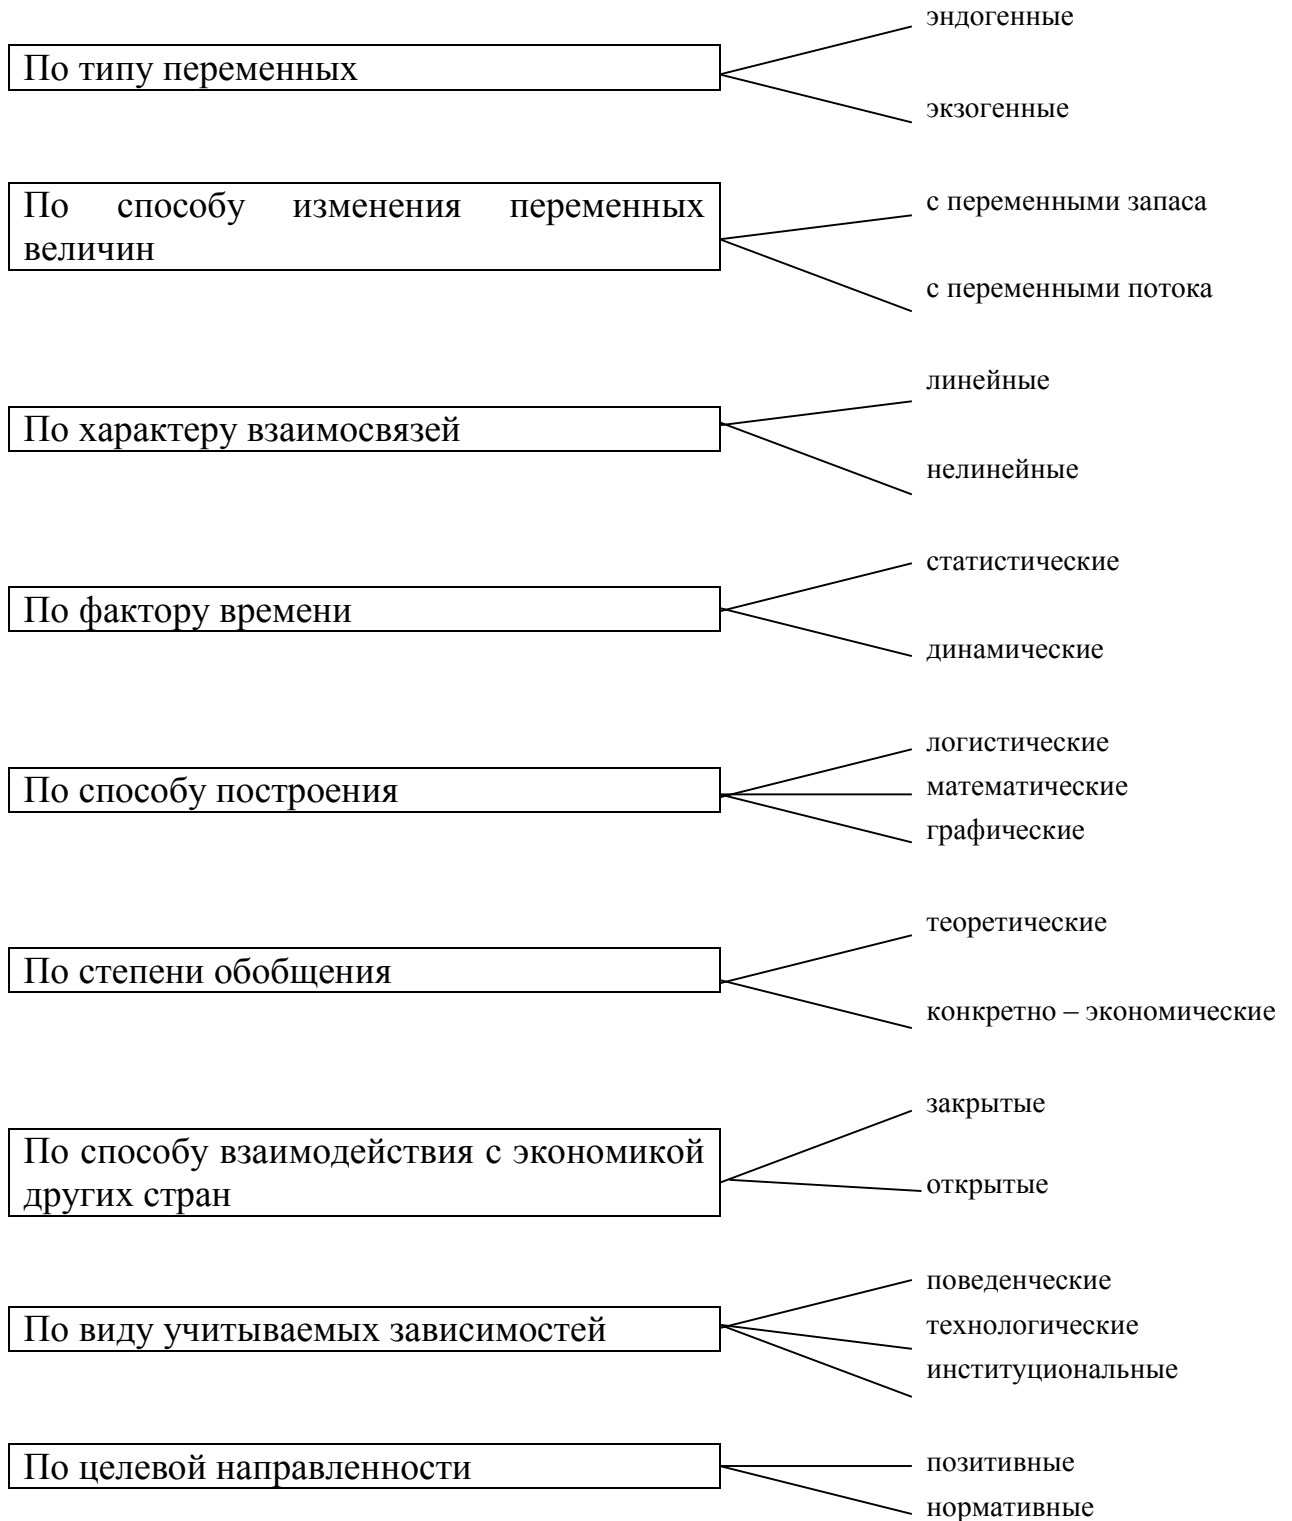 эндогенные
По типу переменных
экзогенные
По способу изменения переменных
величин
с переменными запаса
с переменными потока
линейные
По характеру взаимосвязей
нелинейные
статистические
По фактору времени
динамические
логистические
По способу построения
математические
графические
теоретические
По степени обобщения
конкретно – экономические
закрытые
По способу взаимодействия с экономикой
других стран
открытые
поведенческие
По виду учитываемых зависимостей
технологические
институциональные
По целевой направленности
позитивные
нормативные